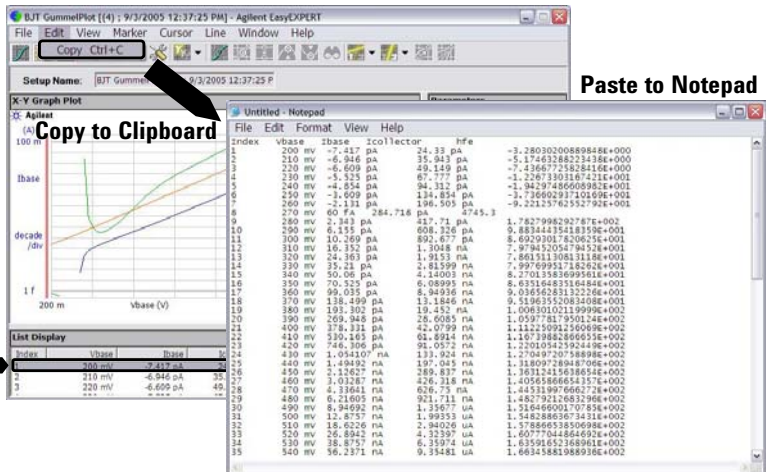 BJT GummelPlot [(4) ; 9/3/2005 12:37:25 PM] - Agilent EasyEXPERT
File Edit View Marker Cursor Line Window Help
Copy Ctrl+C
Setup Name: BJT Gummel 9/3/2005 12:37:25 P
X-Y Graph Plot
Agilent
(A)
Copy to Clipboard
100 m
Ibase
decade
/div
1 f
200 m
Vbase (V)
List Display
Index Vbase Ibase
1 200 mV -7.417 pA
2 210 mV -6.946 pA 35.
3 220 mV -6.609 pA 49.
Paste to Notepad
Untitled - Notepad
File Edit Format View Help
Index Vbase Ibase Icollector hfe
1 200 mV -7.417 pA 24.33 pA -3.28030200889848E+000
2 210 mV -6.946 pA 35.943 pA -5.17463288223438E+000
3 220 mV -6.609 pA 49.149 pA -7.43667725828416E+000
4 230 mV -5.525 pA 67.777 pA -1.22673303167421E+001
5 240 mV -4.854 pA 94.312 pA -1.94297486608982E+001
6 250 mV -3.609 pA 134.854 pA -3.73660293710169E+001
7 260 mV -2.131 pA 196.505 pA -9.22125762552792E+001
8 270 mV 60 fA 284.718 pA 4745.3
9 280 mV 2.343 pA 417.71 pA 1.7827998292787E+002
10 290 mV 6.155 pA 608.326 pA 9.88344435418359E+001
11 300 mV 10.269 pA 892.677 pA 8.69293017820625E+001
12 310 mV 16.352 pA 1.3048 nA 7.97945205479452E+001
13 320 mV 24.363 pA 1.9153 nA 7.86151130813118E+001
14 330 mV 35.21 pA 2.81599 nA 7.99769951718262E+001
15 340 mV 50.06 pA 4.14003 nA 8.27013583699561E+001
16 350 mV 70.525 pA 6.08995 nA 8.63516483516484E+001
17 360 mV 99.035 pA 8.94936 nA 9.03656283132226E+001
18 370 mV 138.499 pA 13.1846 nA 9.51963552083408E+001
19 380 mV 193.302 pA 19.452 nA 1.00630102119999E+002
20 390 mV 269.948 pA 28.6085 nA 1.05977817950124E+002
21 400 mV 378.331 pA 42.0799 nA 1.11225091256069E+002
22 410 mV 530.165 pA 61.8914 nA 1.16739882866655E+002
23 420 mV 746.306 pA 91.0572 nA 1.22010542592449E+002
24 430 mV 1.05410? nA 133.924 nA 1.27049720758898E+002
25 440 mV 1.49492 nA 197.045 nA 1.31809728948706E+002
26 450 mV 2.12627 nA 289.837 nA 1.36312415638654E+002
27 460 mV 3.03287 nA 426.318 nA 1.40565866654357E+002
28 470 mV 4.33641 nA 626.75 nA 1.44531997666272E+002
29 480 mV 6.21605 nA 921.711 nA 1.48279212683296E+002
30 490 mV 8.94692 nA 1.35677 uA 1.51646600170785E+002
31 500 mV 12.8757 nA 1.99353 uA 1.54828863673431E+002
32 510 mV 18.6226 nA 2.94026 uA 1.57886653850698E+002
33 520 mV 26.8942 nA 4.32397 uA 1.60777044864692E+002
34 530 mV 38.8757 nA 6.35974 uA 1.63591652368961E+002
35 540 mV 56.2371 nA 9.35481 uA 1.66345881988936E+002